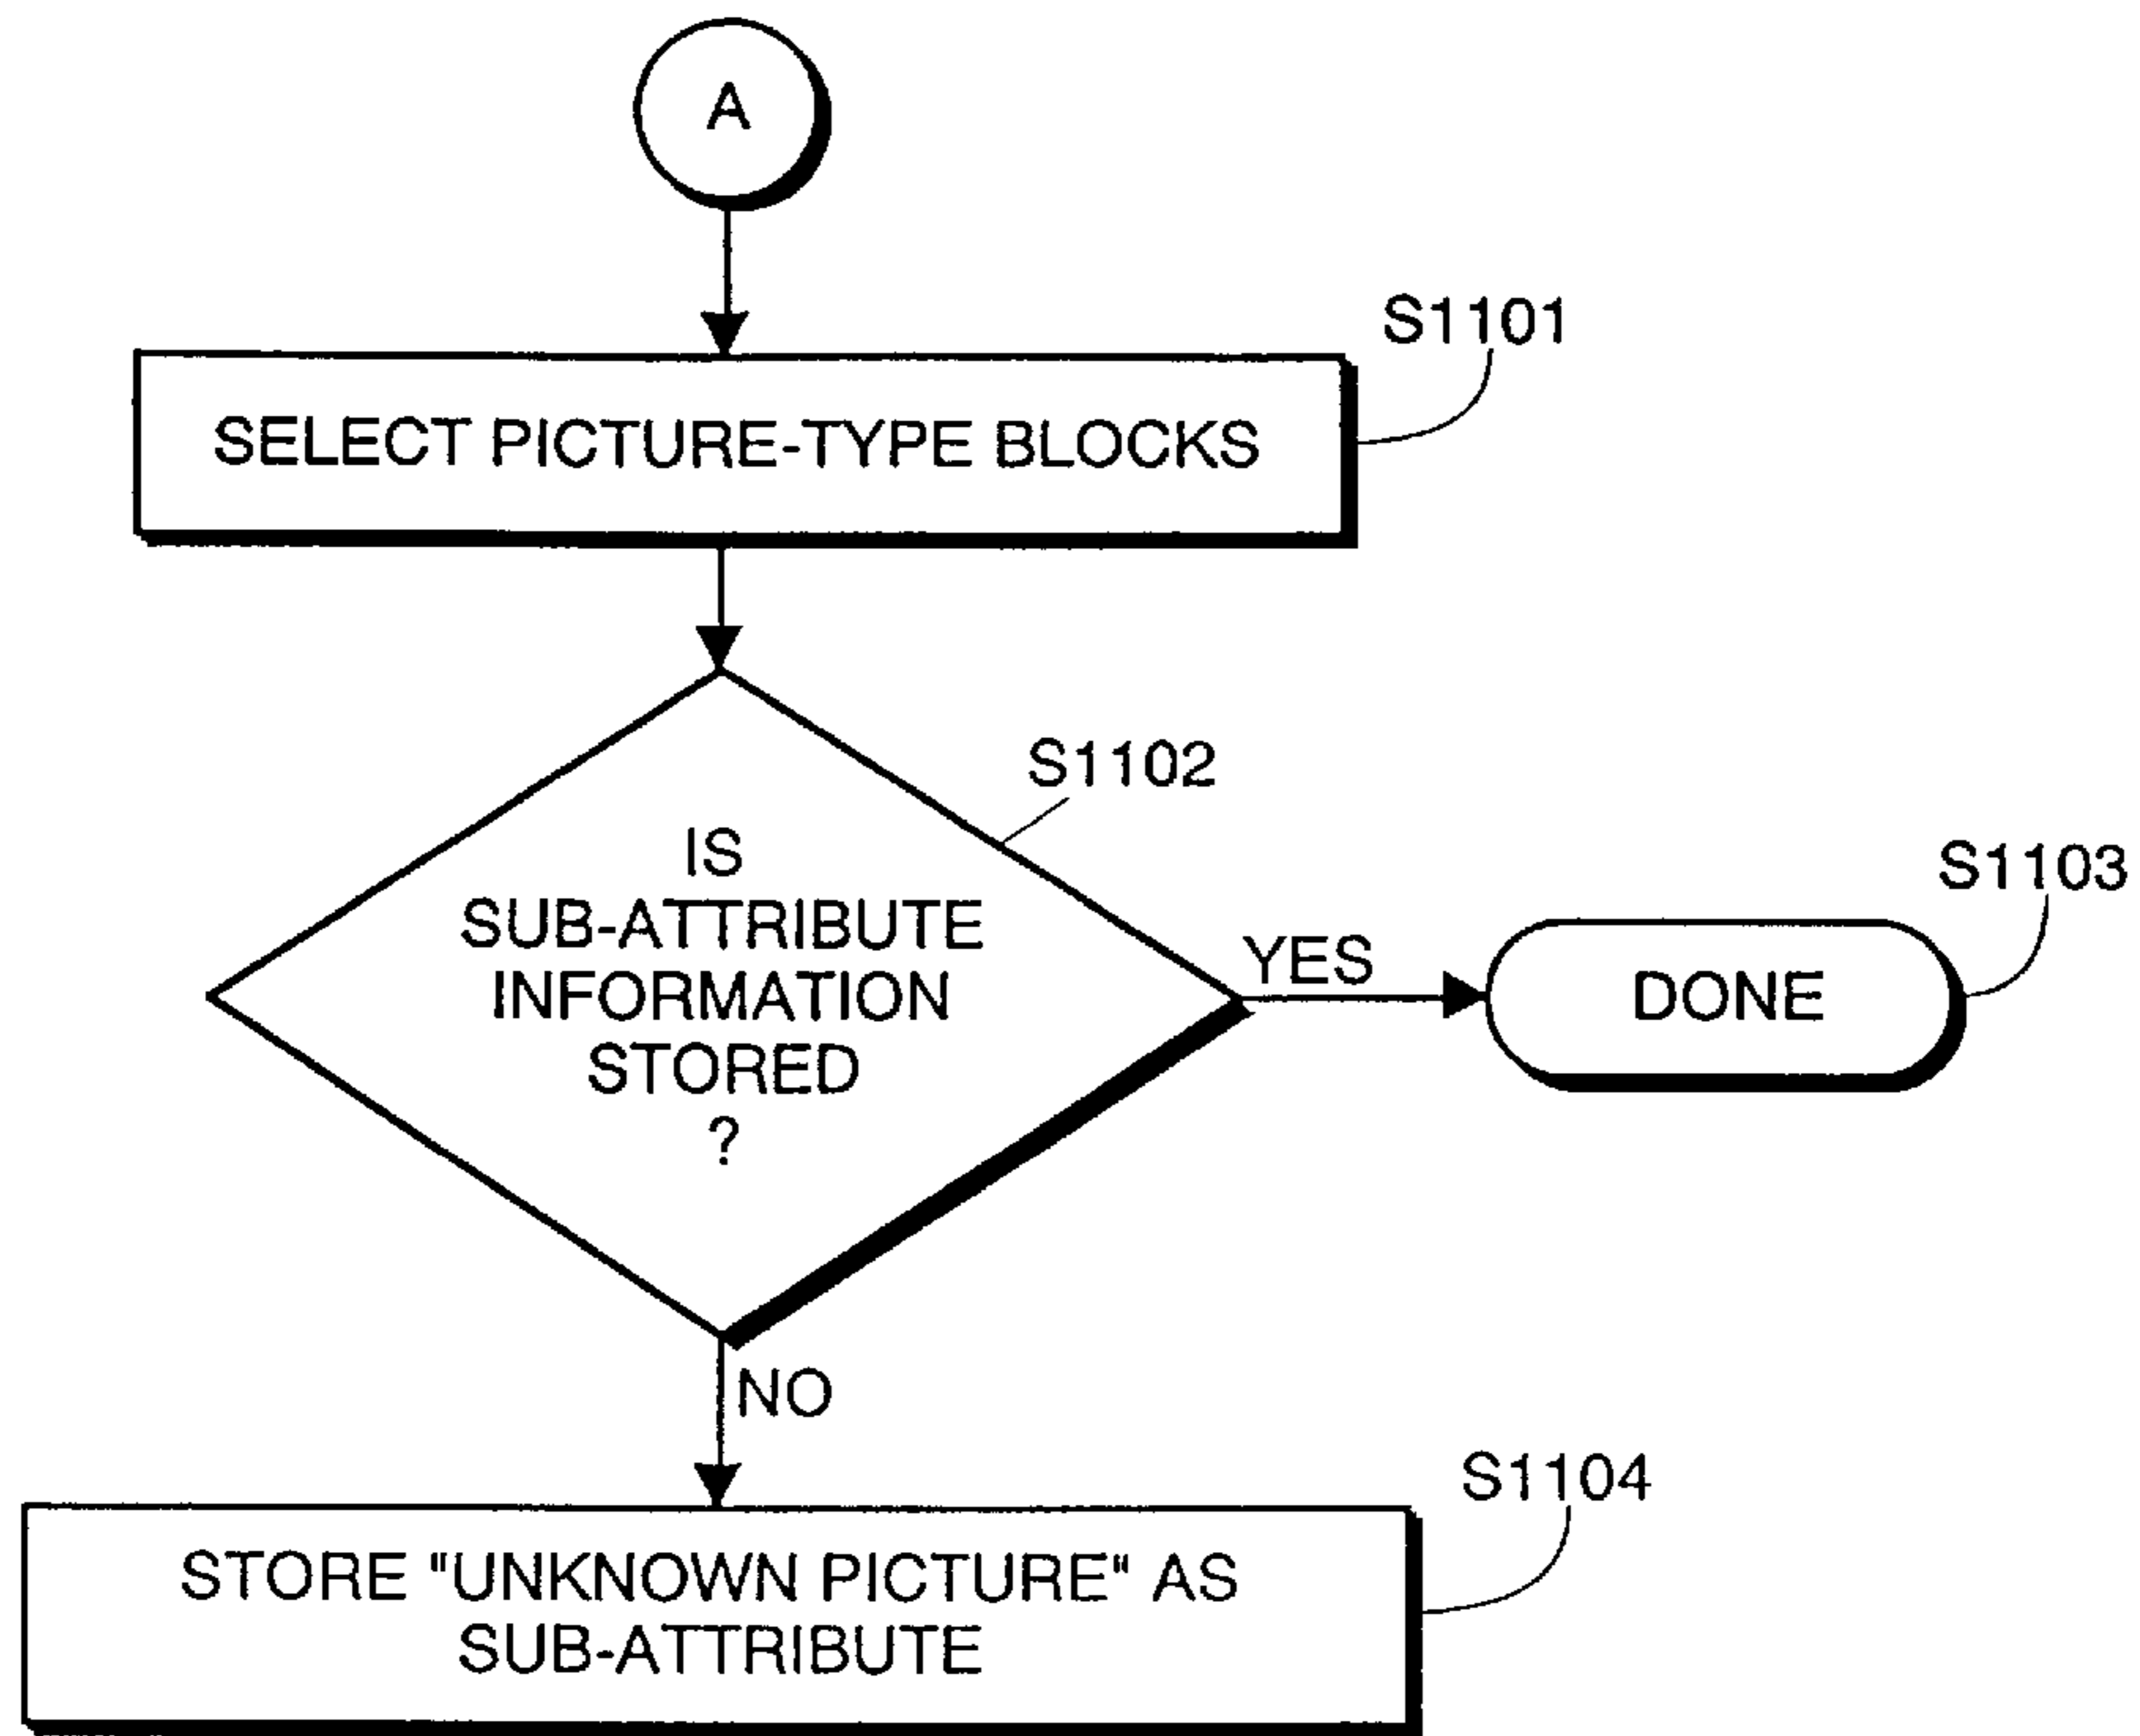 A
S1101
SELECT PICTURE-TYPE BLOCKS
S1102
IS
SUB-ATTRIBUTE
INFORMATION
STORED
?
YES
S1103
DONE
NO
S1104
STORE "UNKNOWN PICTURE" AS
SUB-ATTRIBUTE